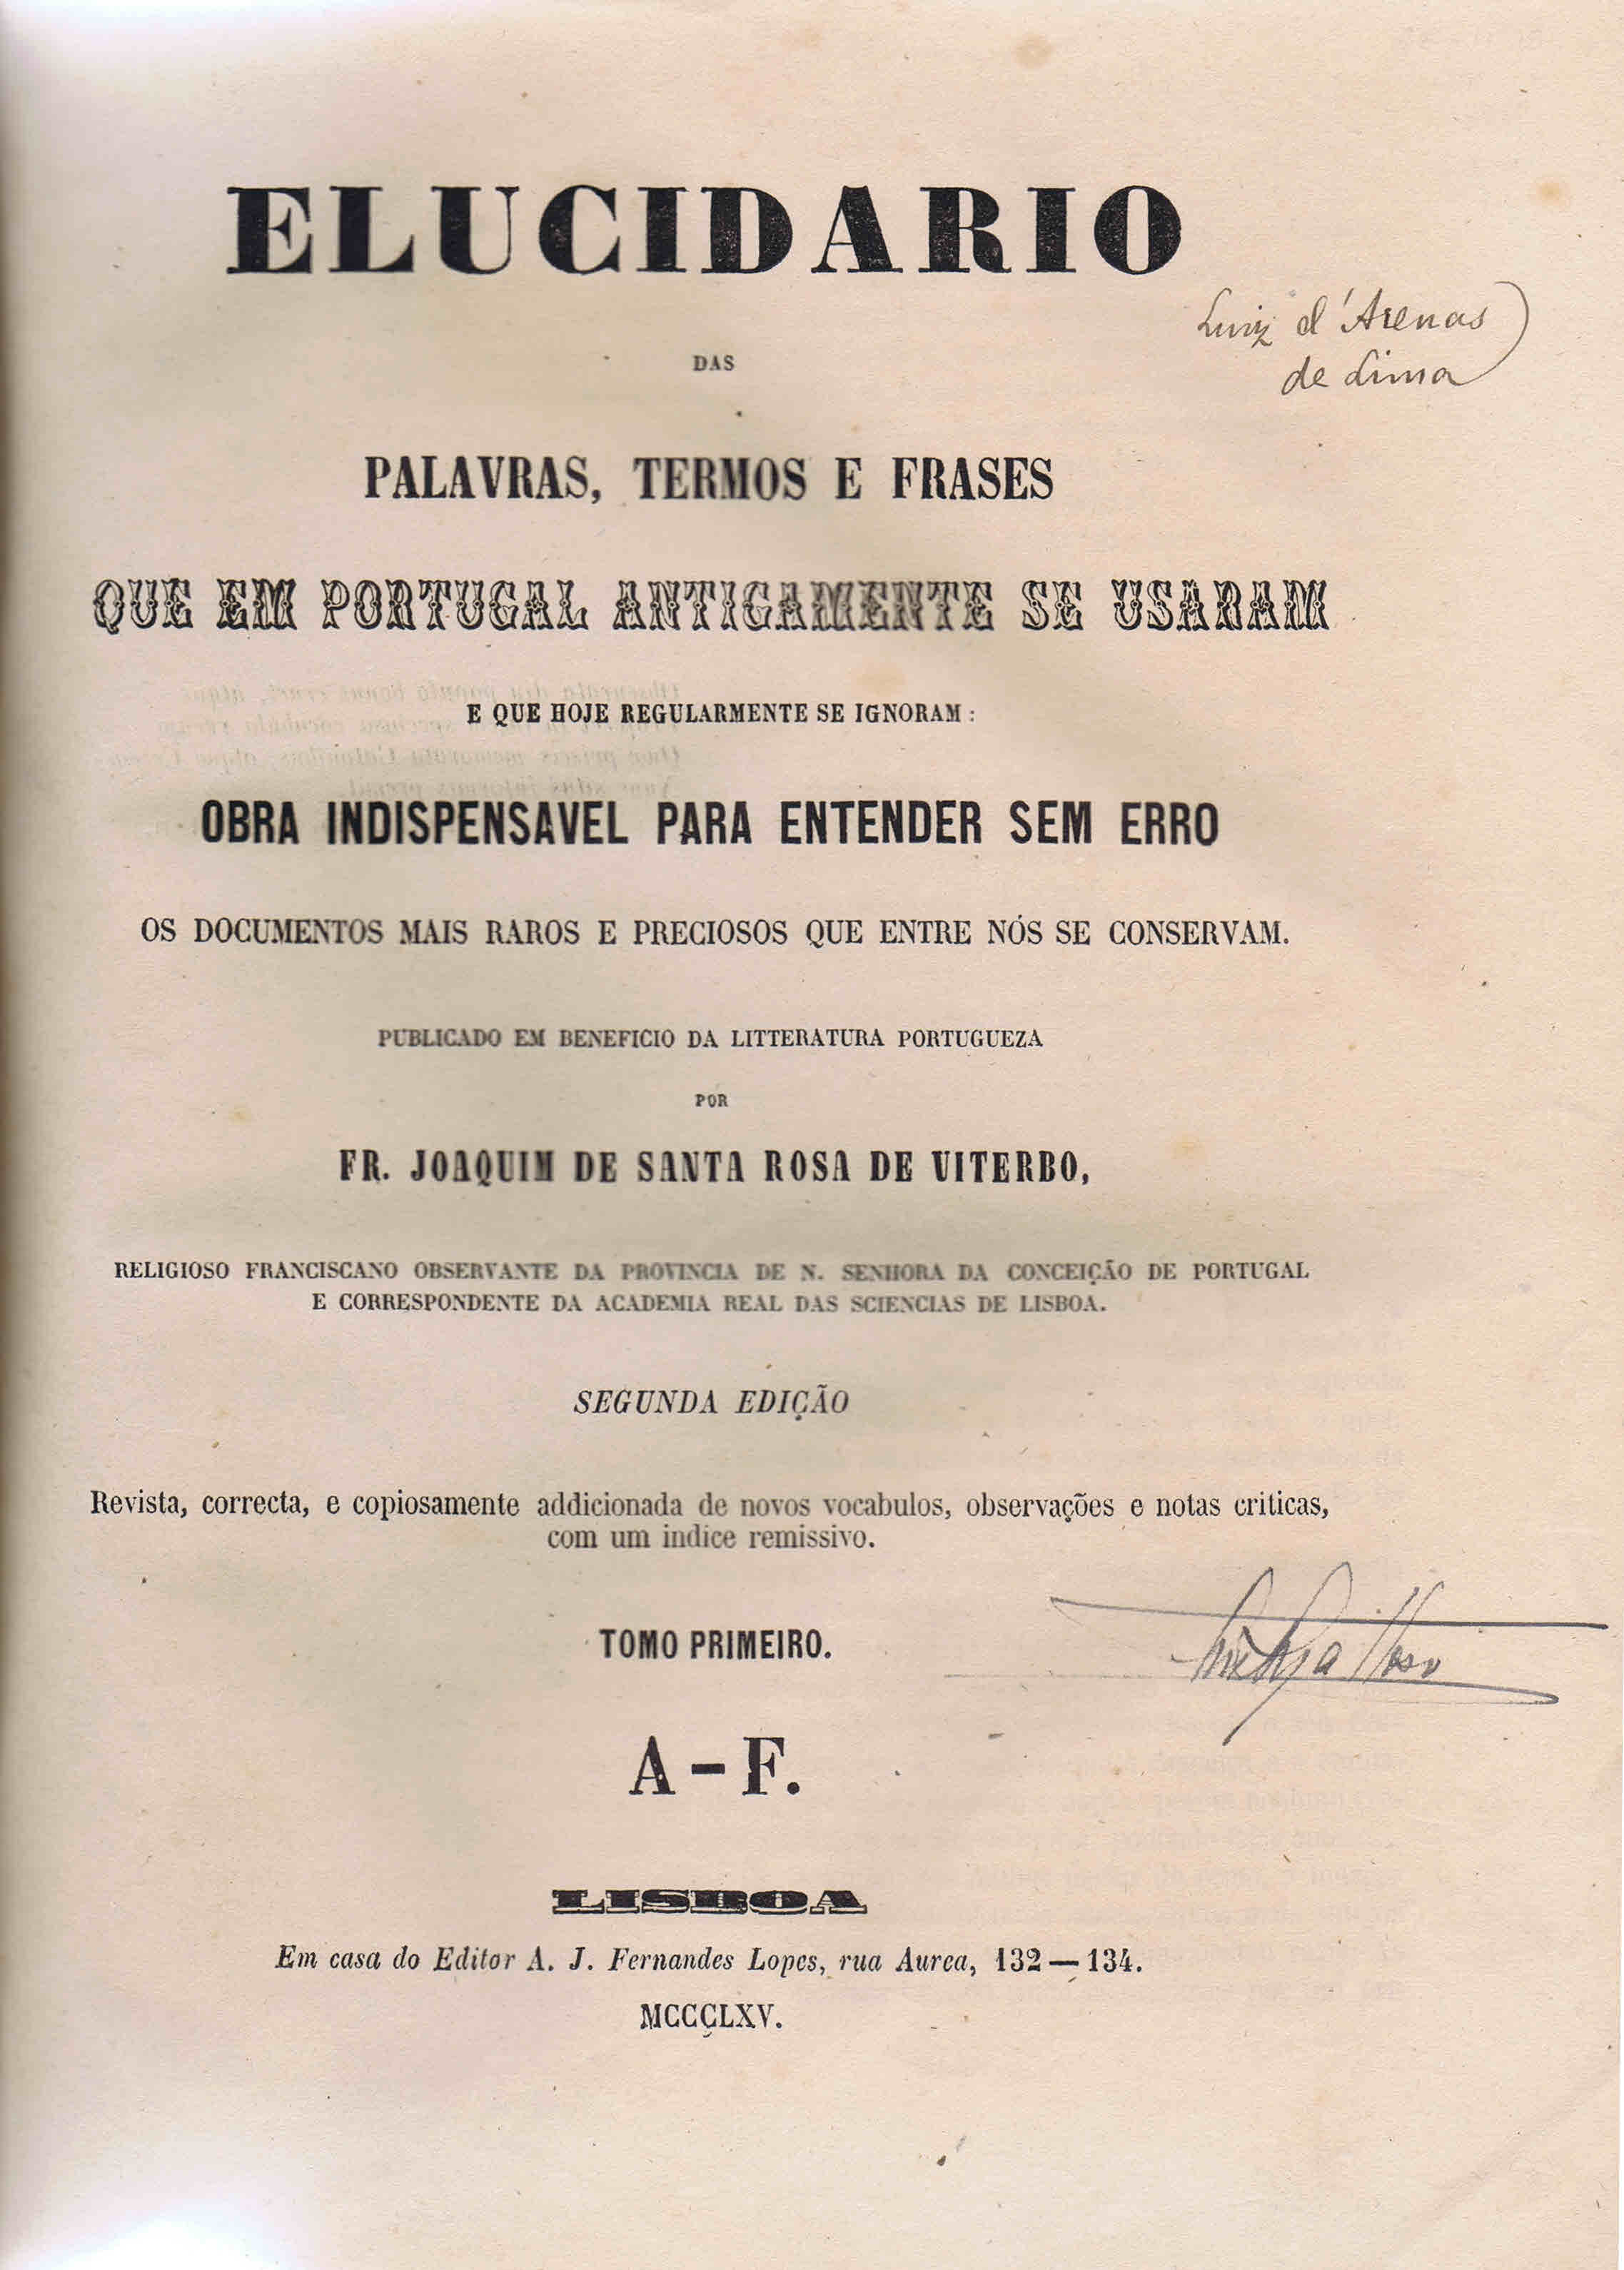 ELUCIDARIO
Luiz d'Arenas
de Lima
DAS
PALAVRAS, TERMOS E FRASES
QUE EM PORTUGAL ANTIGAMENTE SE USARAM
E QUE HOJE REGULARMENTE SE IGNORAM:
OBRA INDISPENSAVEL PARA ENTENDER SEM ERRO
OS DOCUMENTOS MAIS RAROS E PRECIOSOS QUE ENTRE NÓS SE CONSERVAM.
PUBLICADO EM BENEFICIO DA LITTERATURA PORTUGUEZA
POR
FR. JOAQUIM DE SANTA ROSA DE VITERBO,
RELIGIOSO FRANCISCANO OBSERVANTE DA PROVINCIA DE N. SENHORA DA CONCEIÇÃO DE PORTUGAL
E CORRESPONDENTE DA ACADEMIA REAL DAS SCIENCIAS DE LISBOA.
SEGUNDA EDIÇÃO
Revista, correcta, e copiosamente addicionada de novos vocabulos, observações e notas criticas,
com um indice remissivo.
TOMO PRIMEIRO.
A – F.
LISBOA
Em casa do Editor A. J. Fernandes Lopes, rua Aurea, 132 — 134.
MCCCLXV.